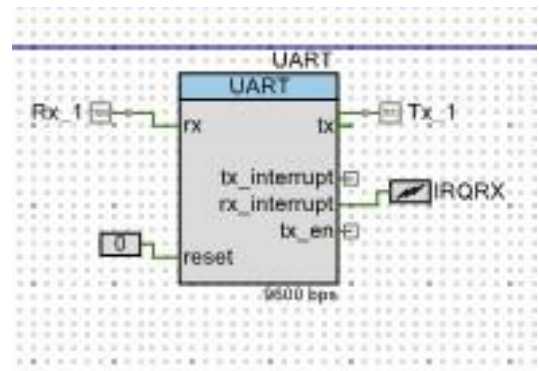 UART
UART
Rx_1
Tx_1
rx
tx
tx_interrupt
rx_interrupt
IRQRX
tx_en
0
reset
9600 bps